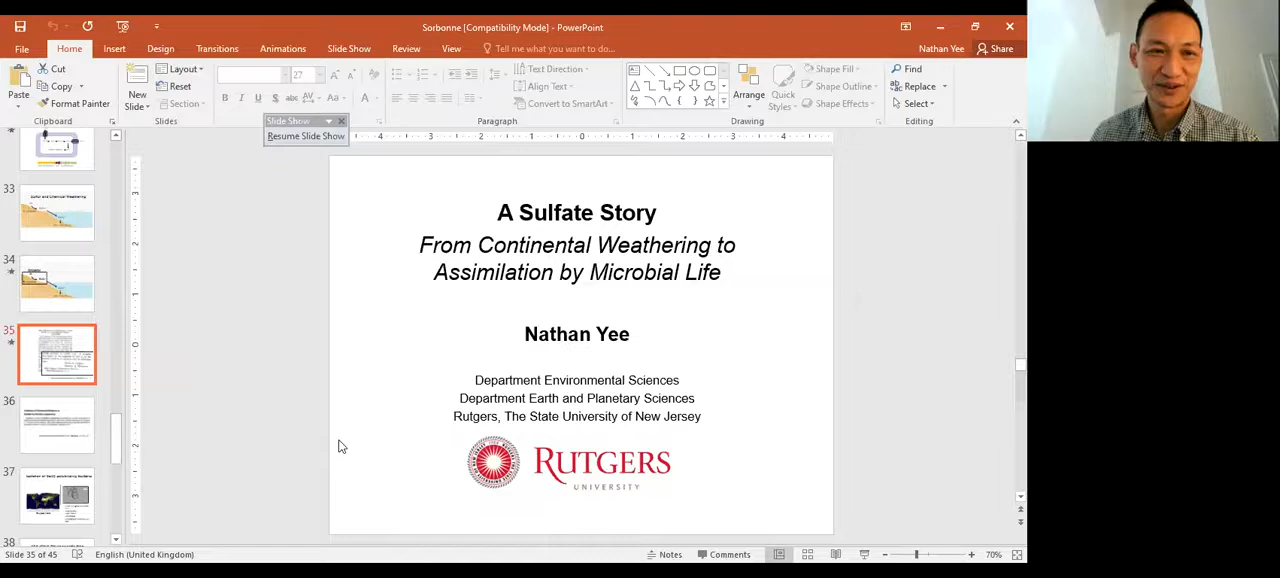 Sorbonne [Compatibility Mode] - PowerPoint
File Home Insert Design Transitions Animations Slide Show Review View Tell me what you want to do... Nathan Yee Share
Paste
Cut
Copy
Format Painter
Clipboard
New
Slide
Layout
Reset
Section
Slides
27
Slide Show
Resume Slide Show
Text Direction
Align Text
Convert to SmartArt
Paragraph
Arrange
Quick
Styles
Shape Fill
Shape Outline
Shape Effects
Drawing
Find
Replace
Select
Editing
33
Sulfur and Chemical Weathering
34
35
36
37
38
A Sulfate Story
From Continental Weathering to
Assimilation by Microbial Life
Nathan Yee
Department Environmental Sciences
Department Earth and Planetary Sciences
Rutgers, The State University of New Jersey
RUTGERS
UNIVERSITY
Slide 35 of 45 English (United Kingdom) Notes Comments 70%